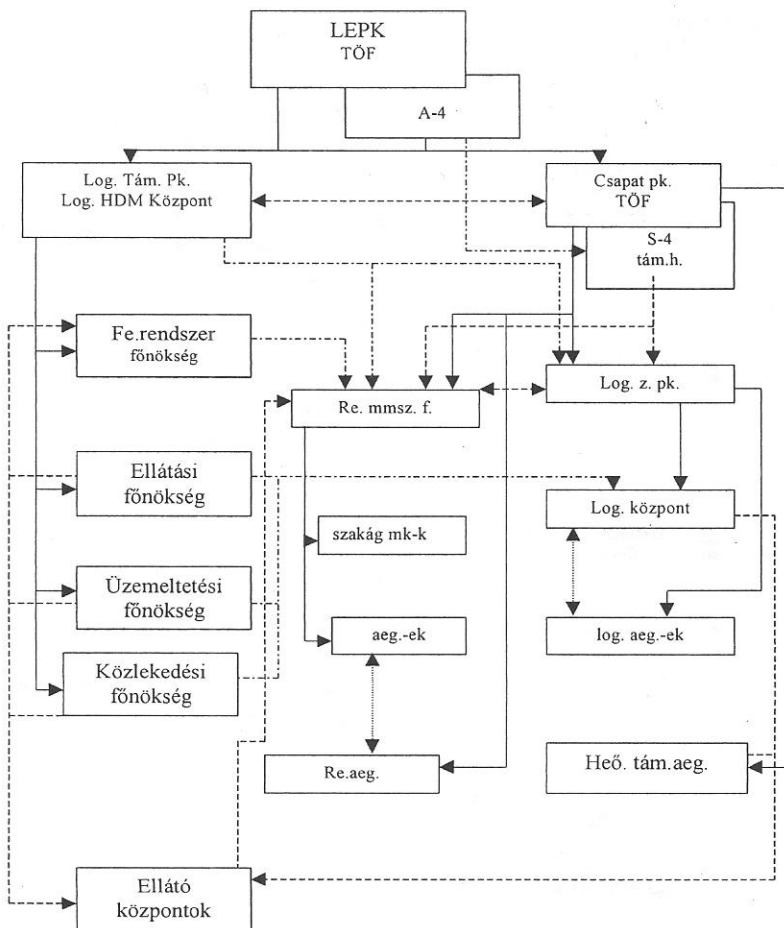 LEPK
TÖF
A-4
Log. Tám. Pk.
Log. HDM Központ
Csapat pk.
TÖF
S-4
tám.h.
Fe.rendszer
főnökség
Re. mmsz. f.
Log. z. pk.
Ellátási
főnökség
Log. központ
szakág mk-k
Üzemeltetési
főnökség
aeg.-ek
log. aeg.-ek
Közlekedési
főnökség
Re.aeg.
Heő. tám.aeg.
Ellátó
központok